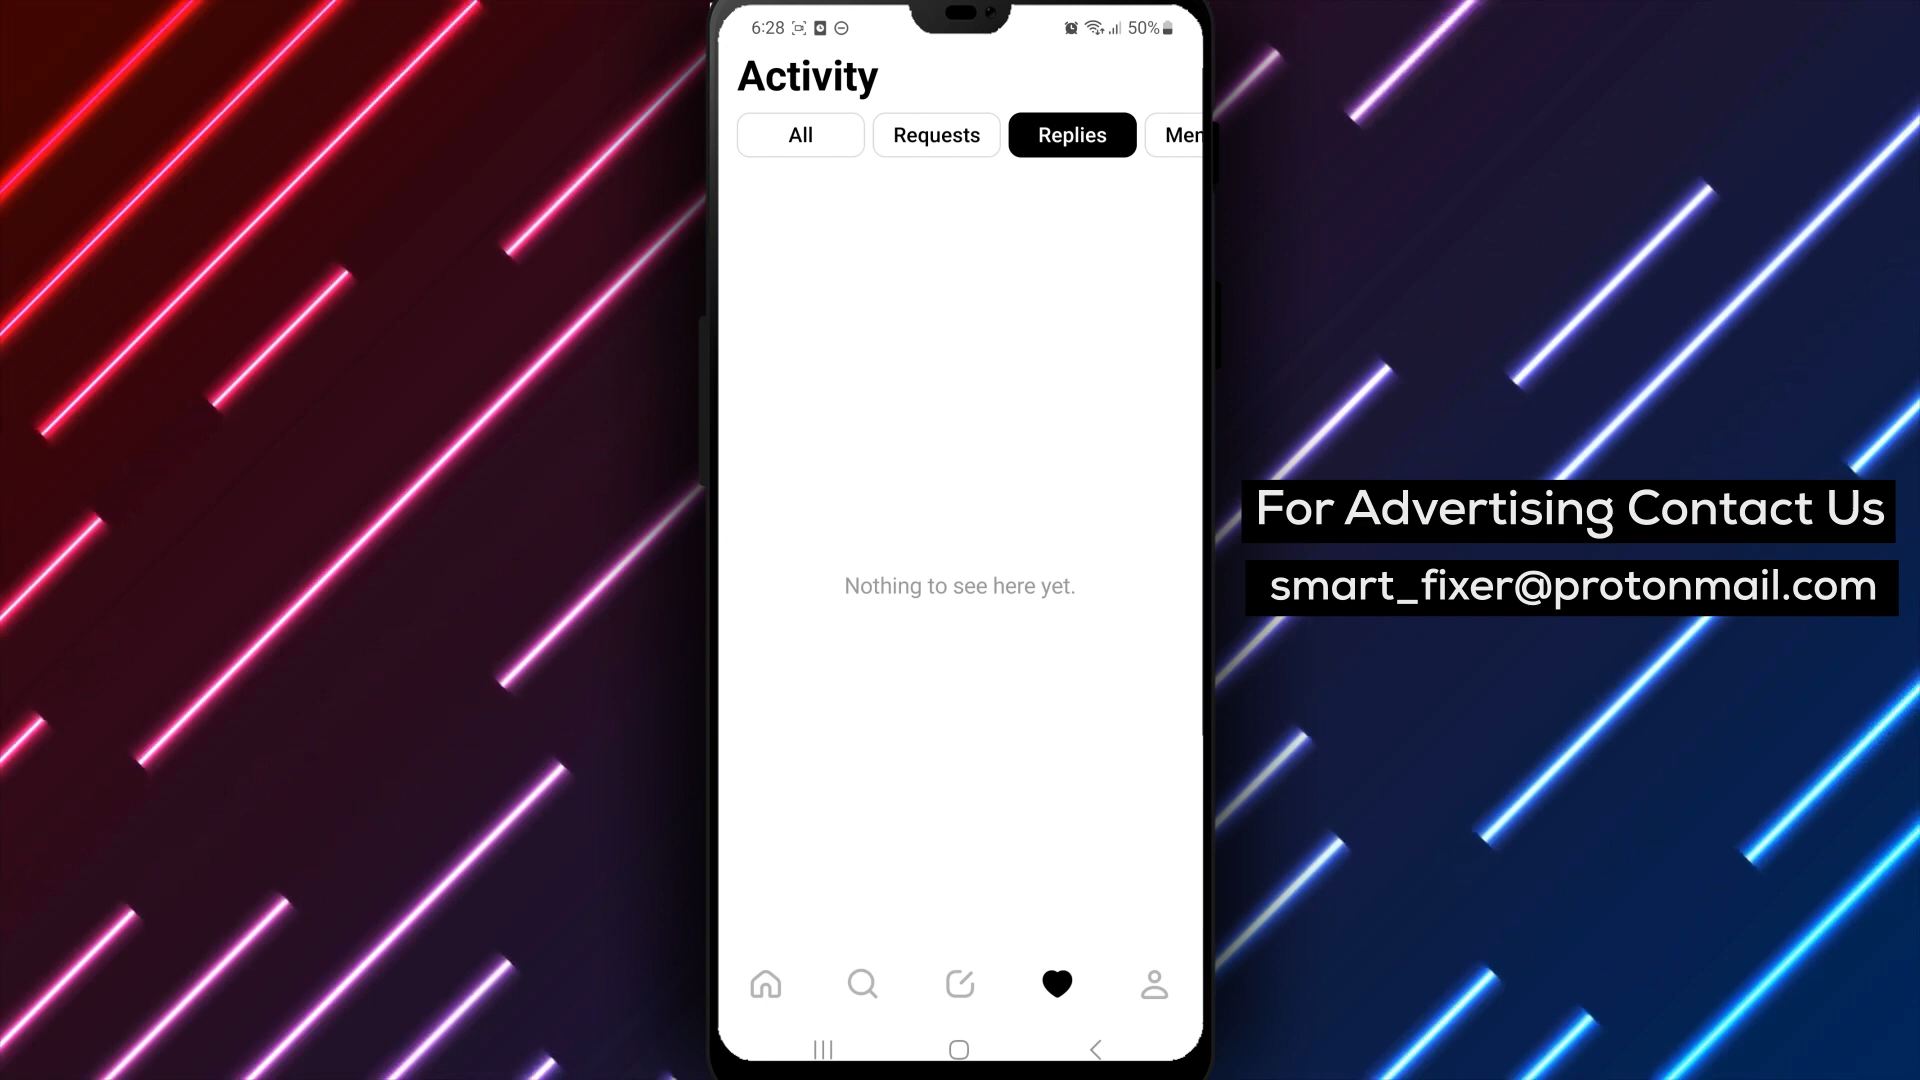 6:28 50%
Activity
All Requests Replies Men
Nothing to see here yet.
For Advertising Contact Us
smart_fixer@protonmail.com